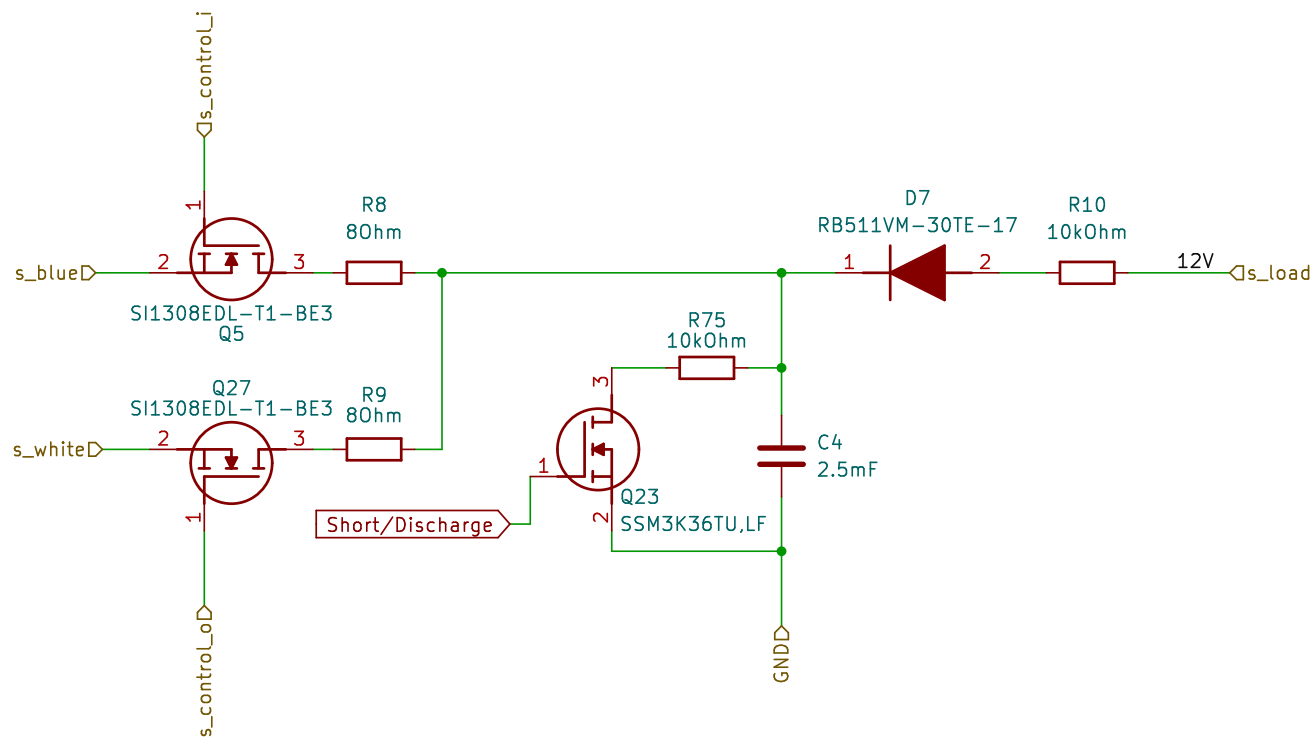 s_control_i
1
R8
8Ohm
D7
RB511VM-30TE-17
R10
10kOhm
s_blue
2
3
1
2
12V
s_load
SI1308EDL-T1-BE3
Q5
R75
10kOhm
3
Q27
SI1308EDL-T1-BE3
R9
8Ohm
s_white
2
3
C4
2.5mF
1
Q23
SSM3K36TU,LF
2
1
Short/Discharge
s_control_o
GND